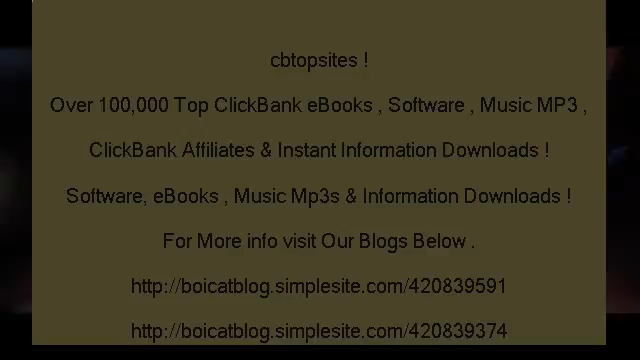 cbtopsites !
Over 100,000 Top ClickBank eBooks , Software , Music MP3 ,
ClickBank Affiliates & Instant Information Downloads !
Software, eBooks , Music Mp3s & Information Downloads !
For More info visit Our Blogs Below .
http://boicatblog.simplesite.com/420839591
http://boicatblog.simplesite.com/420839374